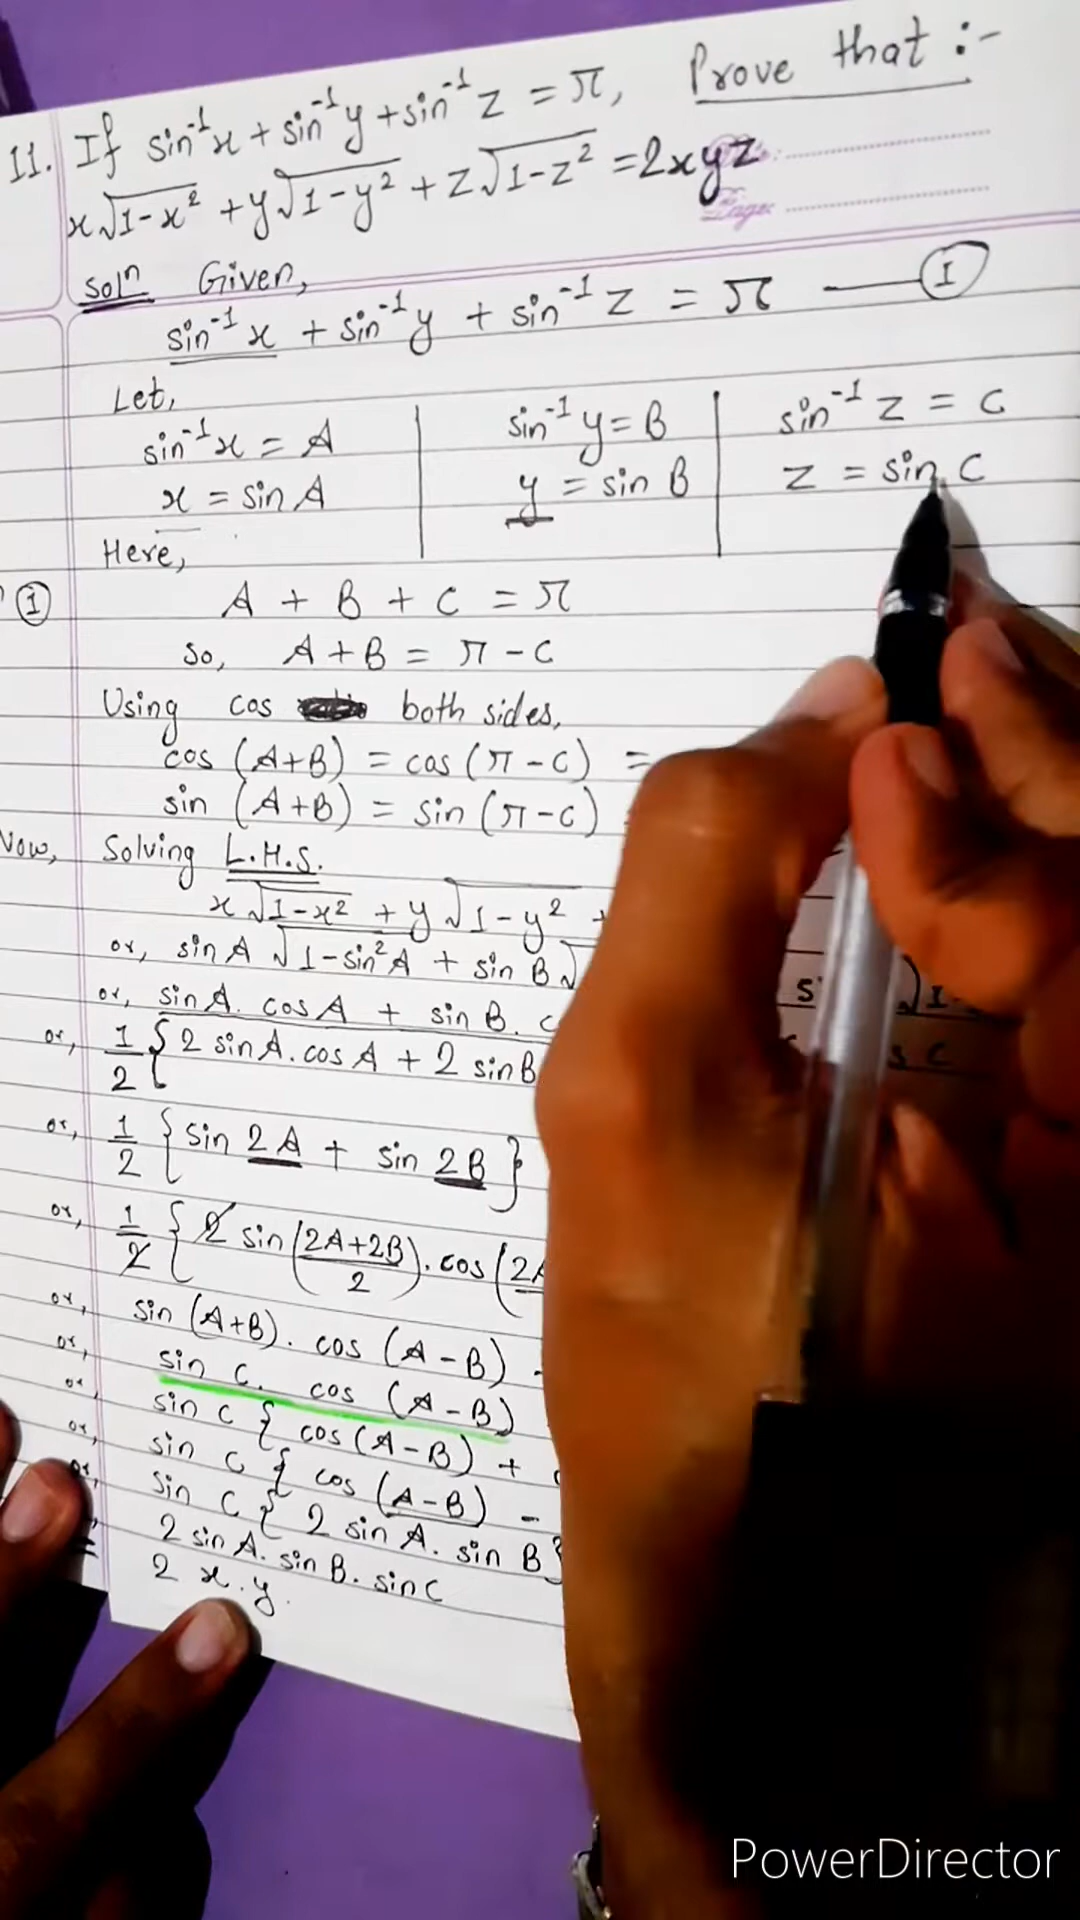 11. If sin⁻¹x + sin⁻¹y + sin⁻¹z = π, Prove that :-
x√1-x² + y√1-y² + z√1-z² = 2xyz
Page:
Solⁿ Given,
sin⁻¹x + sin⁻¹y + sin⁻¹z = π — I
Let,
sin⁻¹x = A | sin⁻¹y = B | sin⁻¹z = C
x = sin A | y = sin B | z = sin C
Here,
① A + B + C = π
So, A + B = π - C
Using cos both sides,
cos (A+B) = cos (π - C) =
sin (A+B) = sin (π - C)
Now, Solving L.H.S.
x√1-x² + y√1-y² +
or, sin A √1-sin²A + sin B√
or, sin A. cos A + sin B. c
or, 1/2 { 2 sin A. cos A + 2 sin B
or, 1/2 { sin 2A + sin 2B }
or, 1/2 { 2 sin (2A+2B/2). cos (2A
or, sin (A+B). cos (A - B)
or, sin C. cos (A - B)
or, sin C { cos (A - B) +
or, sin C { cos (A - B) -
or, sin C { 2 sin A. sin B }
2 sin A. sin B. sin C
2 x. y.
PowerDirector